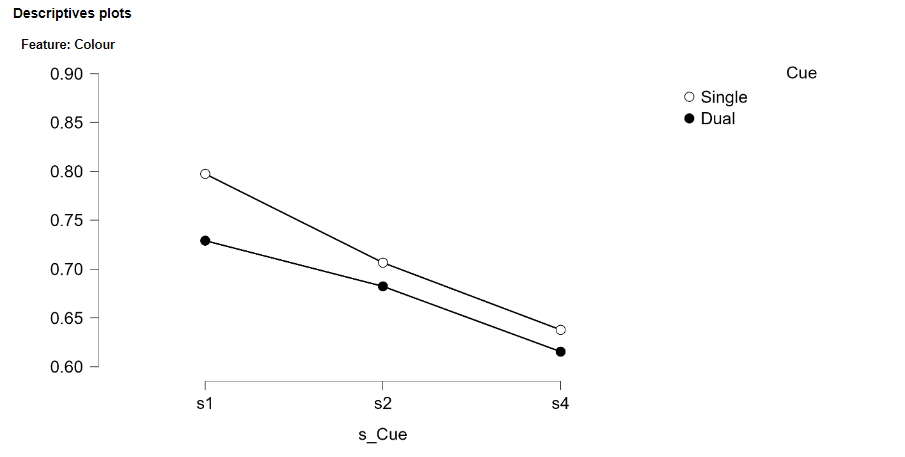 Descriptives plots
Feature: Colour
0.90
0.85
0.80
0.75
0.70
0.65
0.60
s1 s2 s4
s_Cue
Cue
Single
Dual